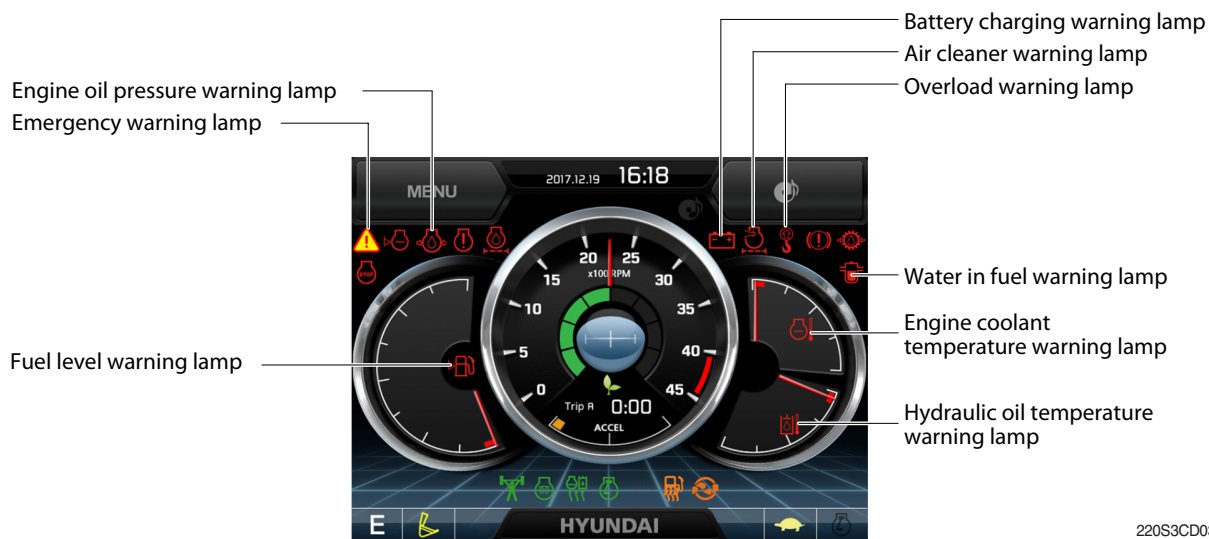 Battery charging warning lamp
Air cleaner warning lamp
Overload warning lamp
Engine oil pressure warning lamp
Emergency warning lamp
MENU
2017.12.19 16:18
STOP
20 25
x100 RPM
15 30
10 35
5 40
0 45
Trip A 0:00
ACCEL
Fuel level warning lamp
Water in fuel warning lamp
Engine coolant
temperature warning lamp
Hydraulic oil temperature
warning lamp
E
HYUNDAI